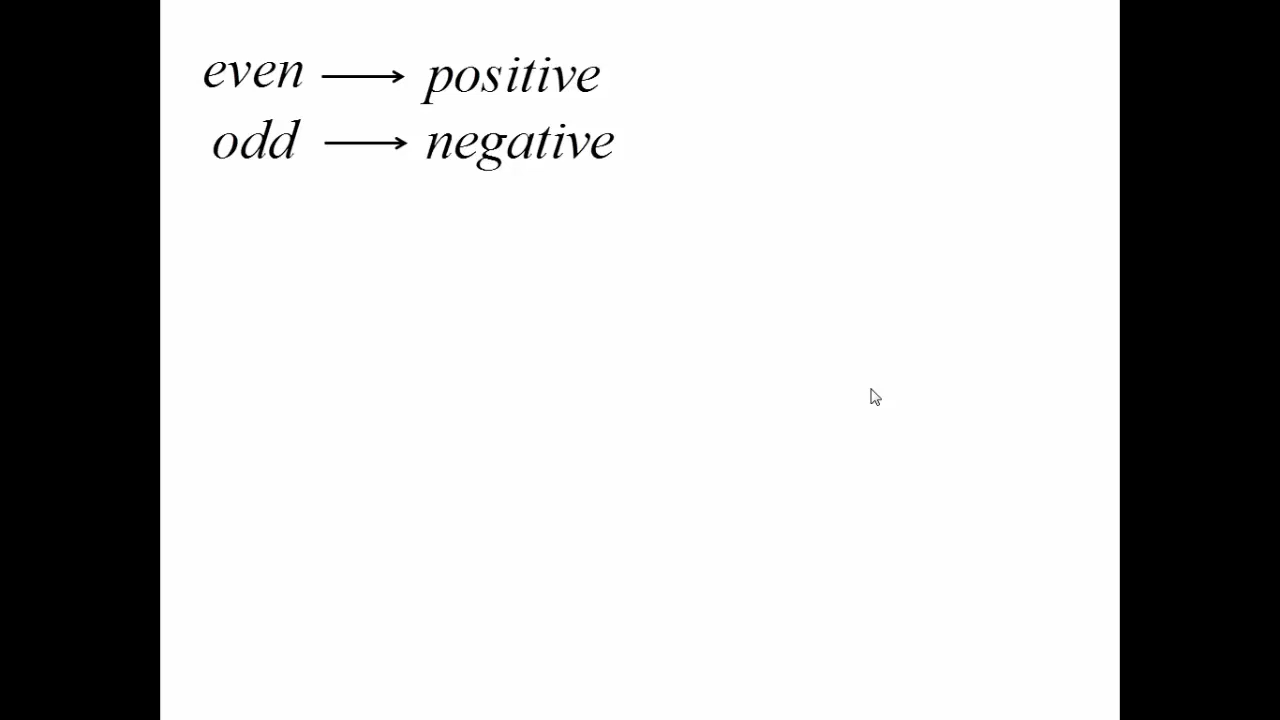 even ⟶ positive
odd ⟶ negative